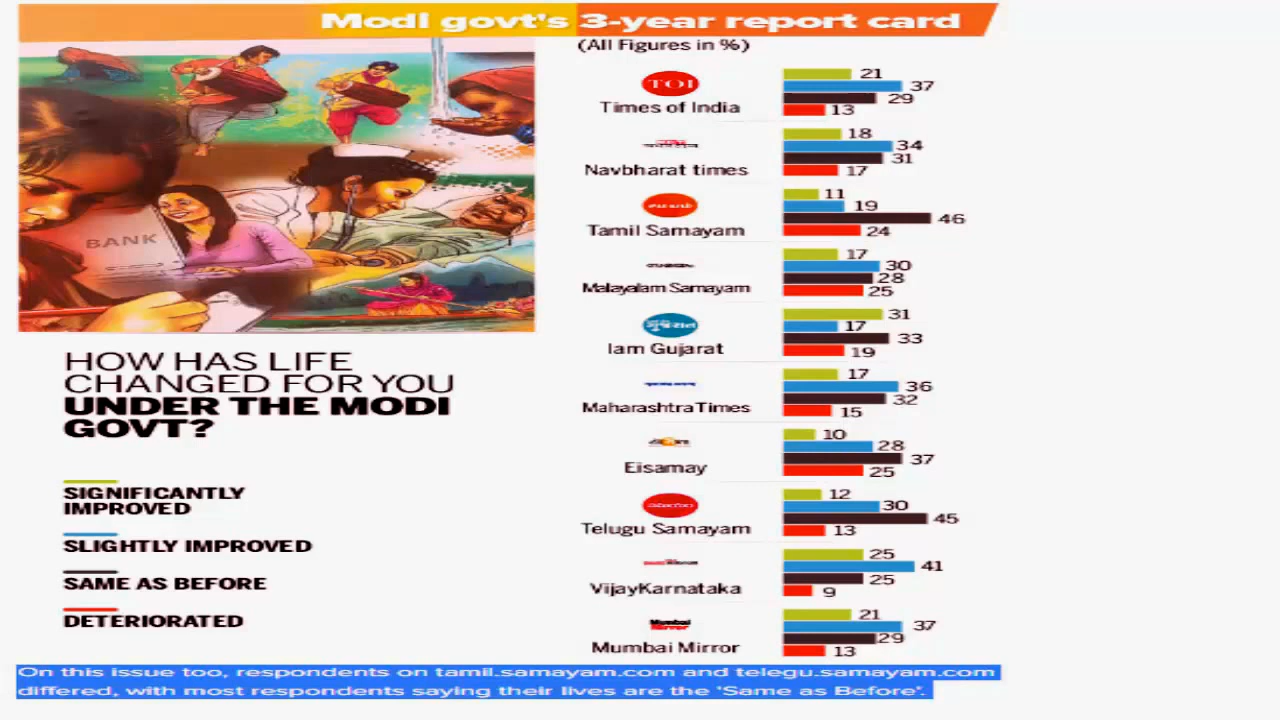 Modi govt's 3-year report card
(All Figures in %)
BANK
HOW HAS LIFE
CHANGED FOR YOU
UNDER THE MODI
GOVT?
SIGNIFICANTLY
IMPROVED
SLIGHTLY IMPROVED
SAME AS BEFORE
DETERIORATED
TOI
Times of India
21
37
29
13
Navbharat times
18
34
31
17
Tamil Samayam
11
19
46
24
Malayalam Samayam
17
30
28
25
Iam Gujarat
31
17
33
19
MaharashtraTimes
17
36
32
15
Eisamay
10
28
37
25
Telugu Samayam
12
30
45
13
VijayKarnataka
25
41
25
9
Mumbai
Mirror
Mumbai Mirror
21
37
29
13
On this issue too, respondents on tamil.samayam.com and telegu.samayam.com
differed, with most respondents saying their lives are the 'Same as Before'.